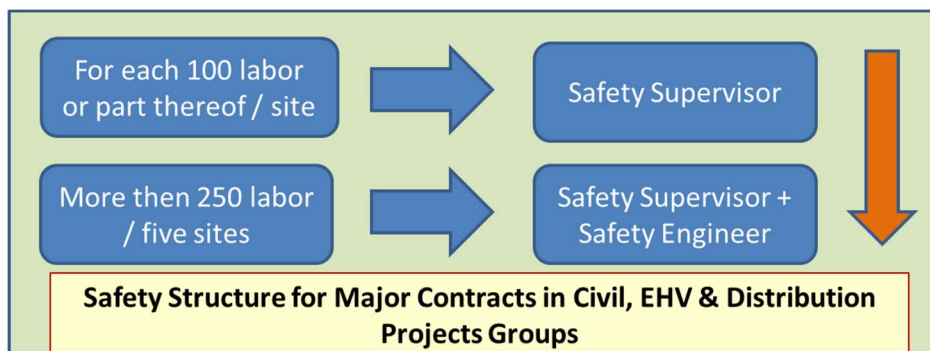 For each 100 labor
or part thereof / site
Safety Supervisor
More then 250 labor
/ five sites
Safety Supervisor +
Safety Engineer
Safety Structure for Major Contracts in Civil, EHV & Distribution
Projects Groups